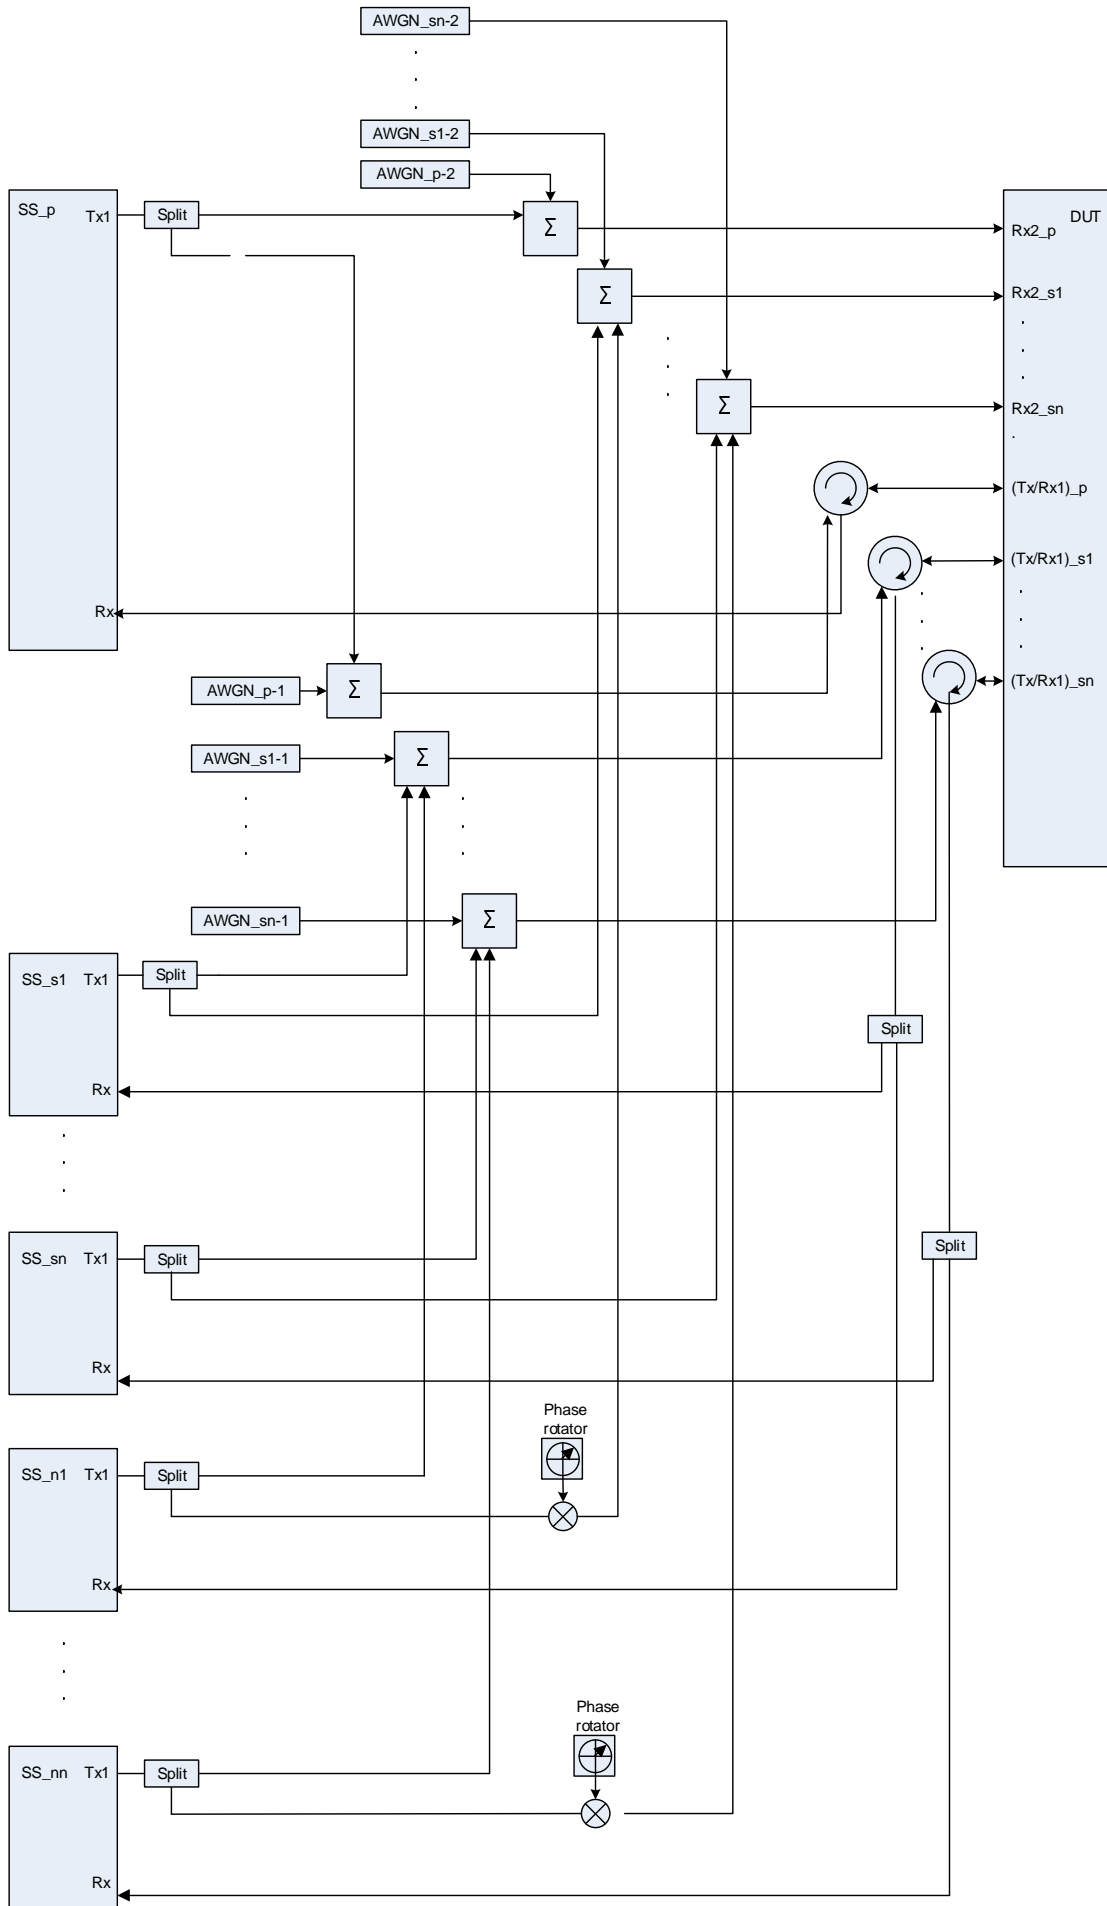 AWGN_sn-2
AWGN_s1-2
AWGN_p-2
SS_p
Tx1
Split
Σ
DUT
Rx2_p
Σ
Rx2_s1
Σ
Rx2_sn
(Tx/Rx1)_p
(Tx/Rx1)_s1
Rx
AWGN_p-1
Σ
(Tx/Rx1)_sn
AWGN_s1-1
Σ
AWGN_sn-1
Σ
SS_s1
Tx1
Split
Split
Rx
SS_sn
Tx1
Split
Split
Rx
Phase
rotator
SS_n1
Tx1
Split
Rx
Phase
rotator
SS_nn
Tx1
Split
Rx